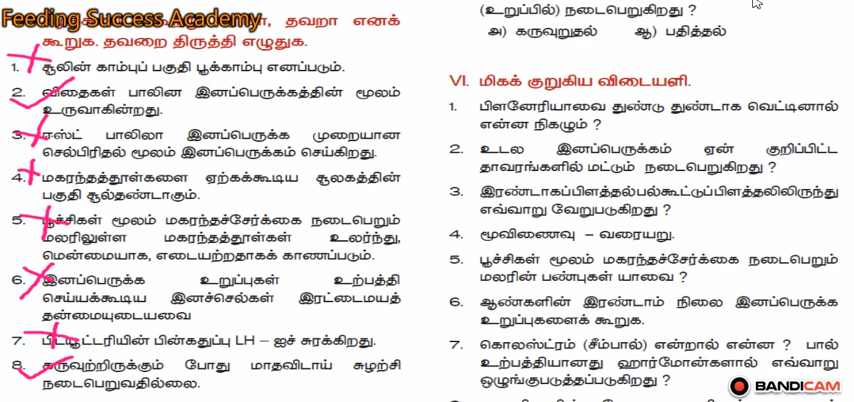 Feeding Success Academy
தவறா எனக்
கூறுக. தவறை திருத்தி எழுதுக.
1. சூலின் காம்புப் பகுதி பூக்காம்பு எனப்படும்.
2. விதைகள் பாலின இனப்பெருக்கத்தின் மூலம்
உருவாகின்றது.
3. ஈஸ்ட் பாலிலா இனப்பெருக்க முறையான
செல்பிரிதல் மூலம் இனப்பெருக்கம் செய்கிறது.
4. மகரந்தத்தூள்களை ஏற்கக்கூடிய சூலகத்தின்
பகுதி சூல்தண்டாகும்.
5. பூச்சிகள் மூலம் மகரந்தச்சேர்க்கை நடைபெறும்
மலரிலுள்ள மகரந்தத்தூள்கள் உலர்ந்து,
மென்மையாக, எடையற்றதாகக் காணப்படும்.
6. இனப்பெருக்க உறுப்புகள் உற்பத்தி
செய்யக்கூடிய இனச்செல்கள் இரட்டைமயத்
தன்மையுடையவை
7. பிட்யூட்டரியின் பின்கதுப்பு LH – ஐச் சுரக்கிறது.
8. கருவுற்றிருக்கும் போது மாதவிடாய் சுழற்சி
நடைபெறுவதில்லை.
(உறுப்பில்) நடைபெறுகிறது ?
அ) கருவுறுதல் ஆ) பதித்தல்
VI. மிகக் குறுகிய விடையளி.
1. பிளனேரியாவை துண்டு துண்டாக வெட்டினால்
என்ன நிகழும் ?
2. உடல இனப்பெருக்கம் ஏன் குறிப்பிட்ட
தாவரங்களில் மட்டும் நடைபெறுகிறது ?
3. இரண்டாகப்பிளத்தல்பல்கூட்டுப்பிளத்தலிலிருந்து
எவ்வாறு வேறுபடுகிறது ?
4. மூவிணைவு – வரையறு.
5. பூச்சிகள் மூலம் மகரந்தச்சேர்க்கை நடைபெறும்
மலரின் பண்புகள் யாவை ?
6. ஆண்களின் இரண்டாம் நிலை இனப்பெருக்க
உறுப்புகளைக் கூறுக.
7. கொலஸ்ட்ரம் (சீம்பால்) என்றால் என்ன ? பால்
உற்பத்தியானது ஹார்மோன்களால் எவ்வாறு
ஒழுங்குபடுத்தப்படுகிறது ?
BANDICAM